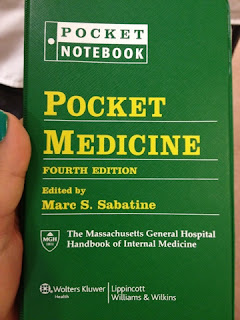 POCKET
NOTEBOOK
POCKET
MEDICINE
FOURTH EDITION
Edited by
Marc S. Sabatine
MGH
1811
The Massachusetts General Hospital
Handbook of Internal Medicine
Wolters Kluwer
Health
Lippincott
Williams & Wilkins